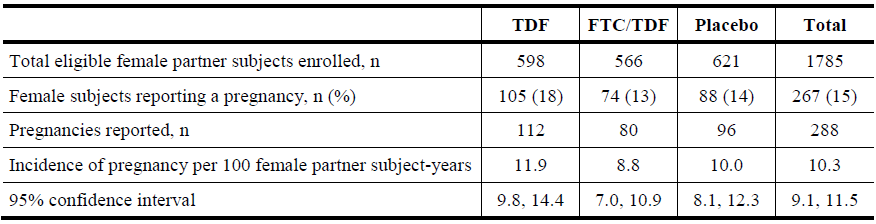 TDF FTC/TDF Placebo Total
Total eligible female partner subjects enrolled, n 598 566 621 1785
Female subjects reporting a pregnancy, n (%) 105 (18) 74 (13) 88 (14) 267 (15)
Pregnancies reported, n 112 80 96 288
Incidence of pregnancy per 100 female partner subject-years 11.9 8.8 10.0 10.3
95% confidence interval 9.8, 14.4 7.0, 10.9 8.1, 12.3 9.1, 11.5